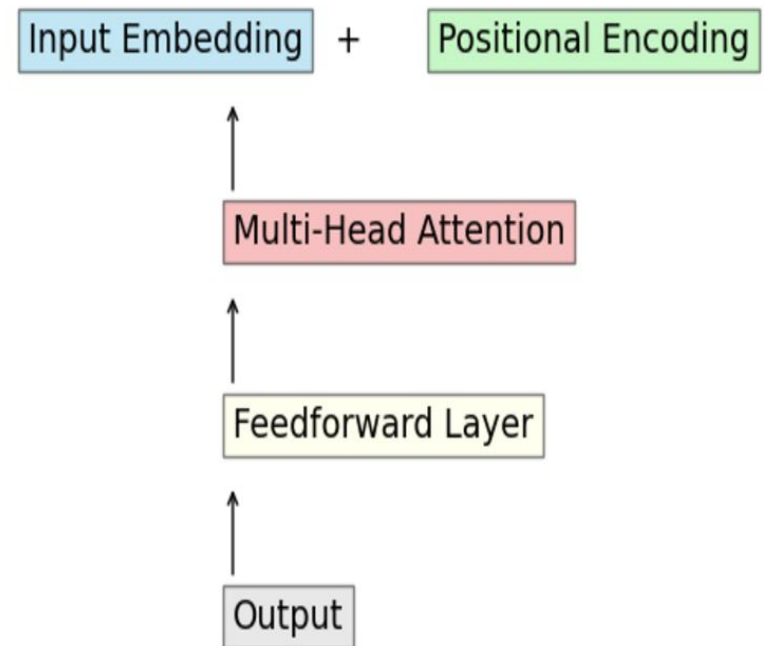 Input Embedding + Positional Encoding
Multi-Head Attention
Feedforward Layer
Output